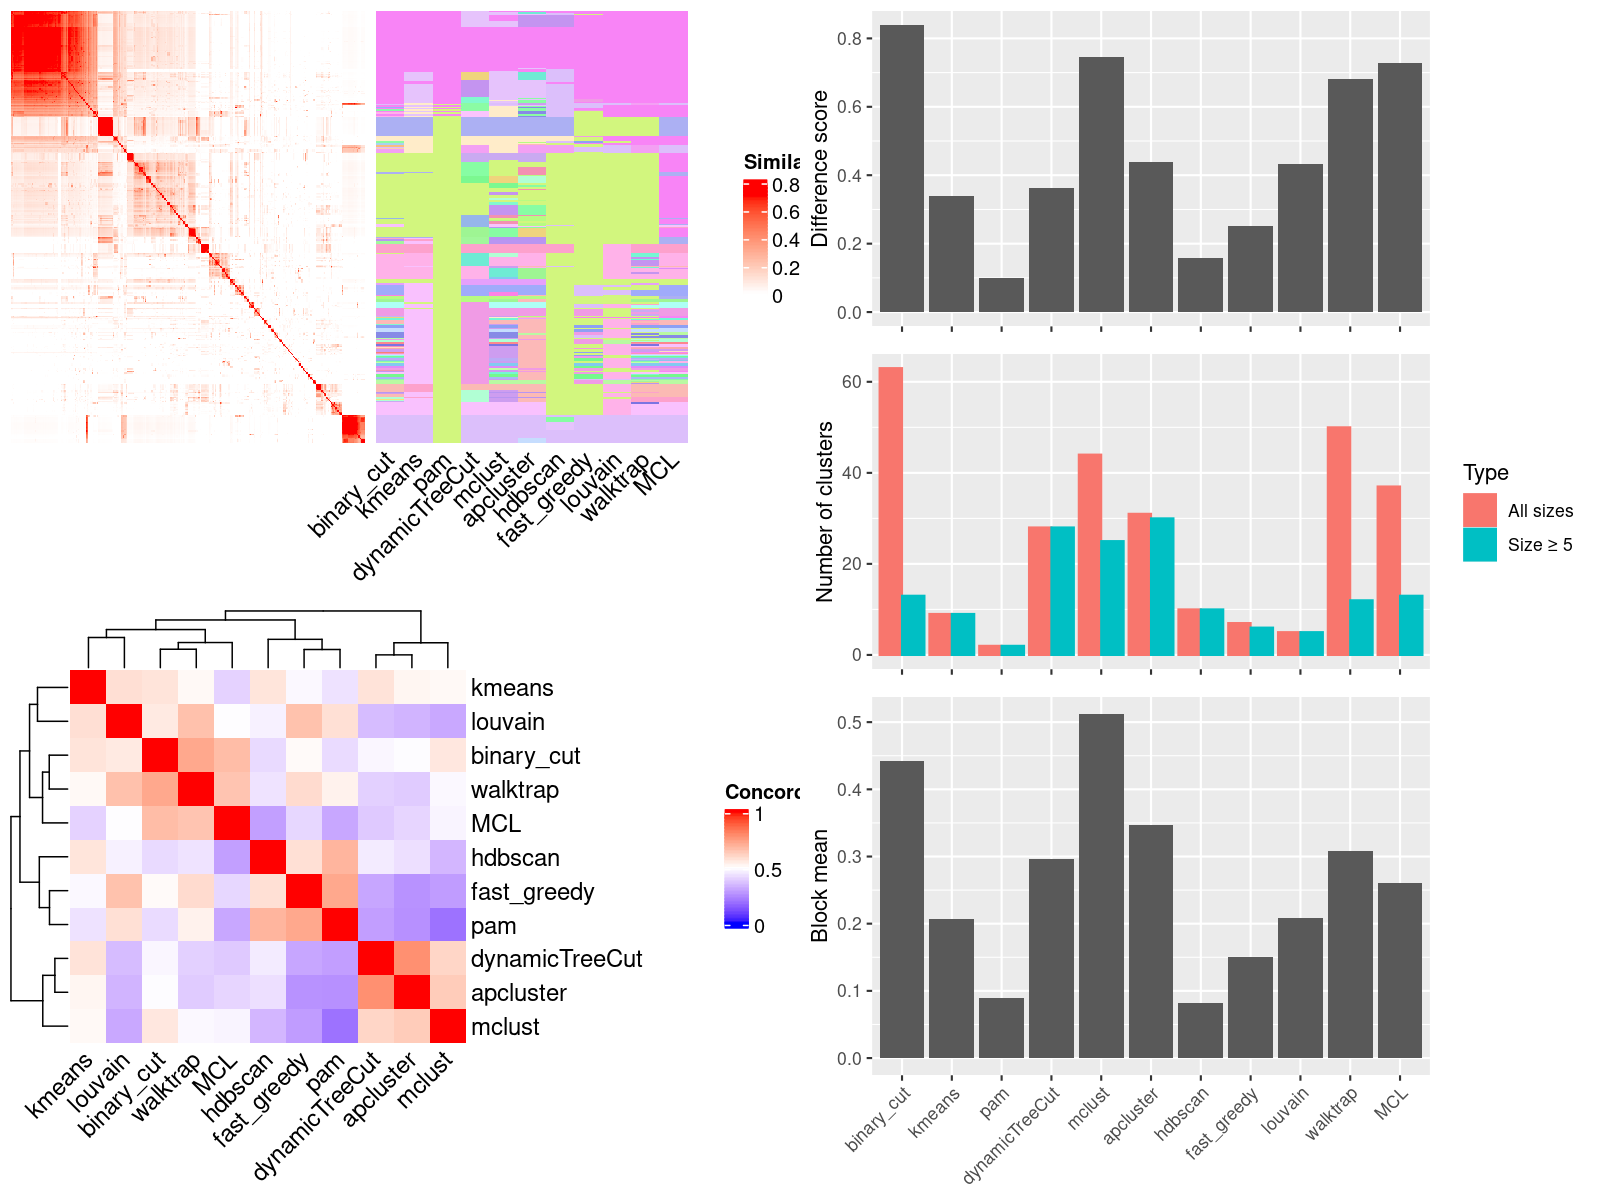 Simila
0.8
0.6
0.4
0.2
0
binary_cut
kmeans
pam
dynamicTreeCut
mclust
apcluster
hdbscan
fast_greedy
louvain
walktrap
MCL
Difference score
0.8
0.6
0.4
0.2
0.0
Number of clusters
60
40
20
0
Type
All sizes
Size ≥ 5
kmeans
louvain
binary_cut
walktrap
MCL
hdbscan
fast_greedy
pam
dynamicTreeCut
apcluster
mclust
kmeans
louvain
binary_cut
walktrap
MCL
hdbscan
fast_greedy
pam
dynamicTreeCut
apcluster
mclust
Concord
1
0.5
0
Block mean
0.5
0.4
0.3
0.2
0.1
0.0
binary_cut
kmeans
pam
dynamicTreeCut
mclust
apcluster
hdbscan
fast_greedy
louvain
walktrap
MCL